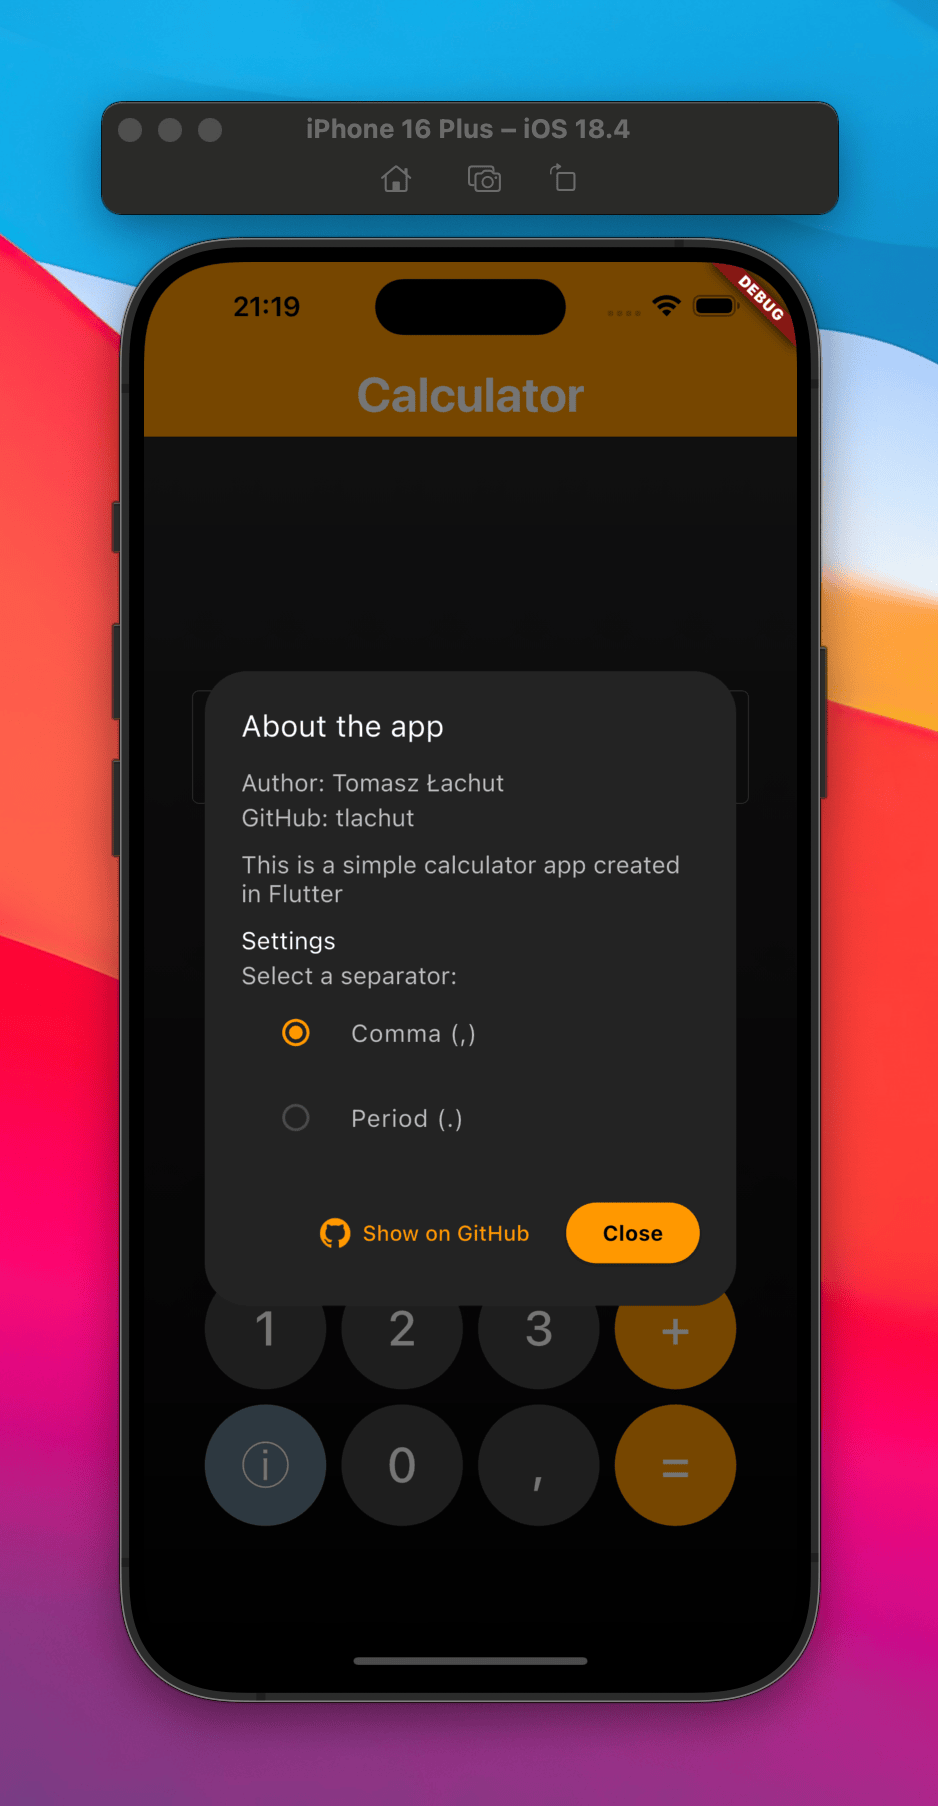 iPhone 16 Plus – iOS 18.4
21:19
DEBUG
Calculator
About the app
Author: Tomasz Łachut
GitHub: tlachut
This is a simple calculator app created
in Flutter
Settings
Select a separator:
Comma (,)
Period (.)
Show on GitHub
Close
1 2 3 +
i 0 , =